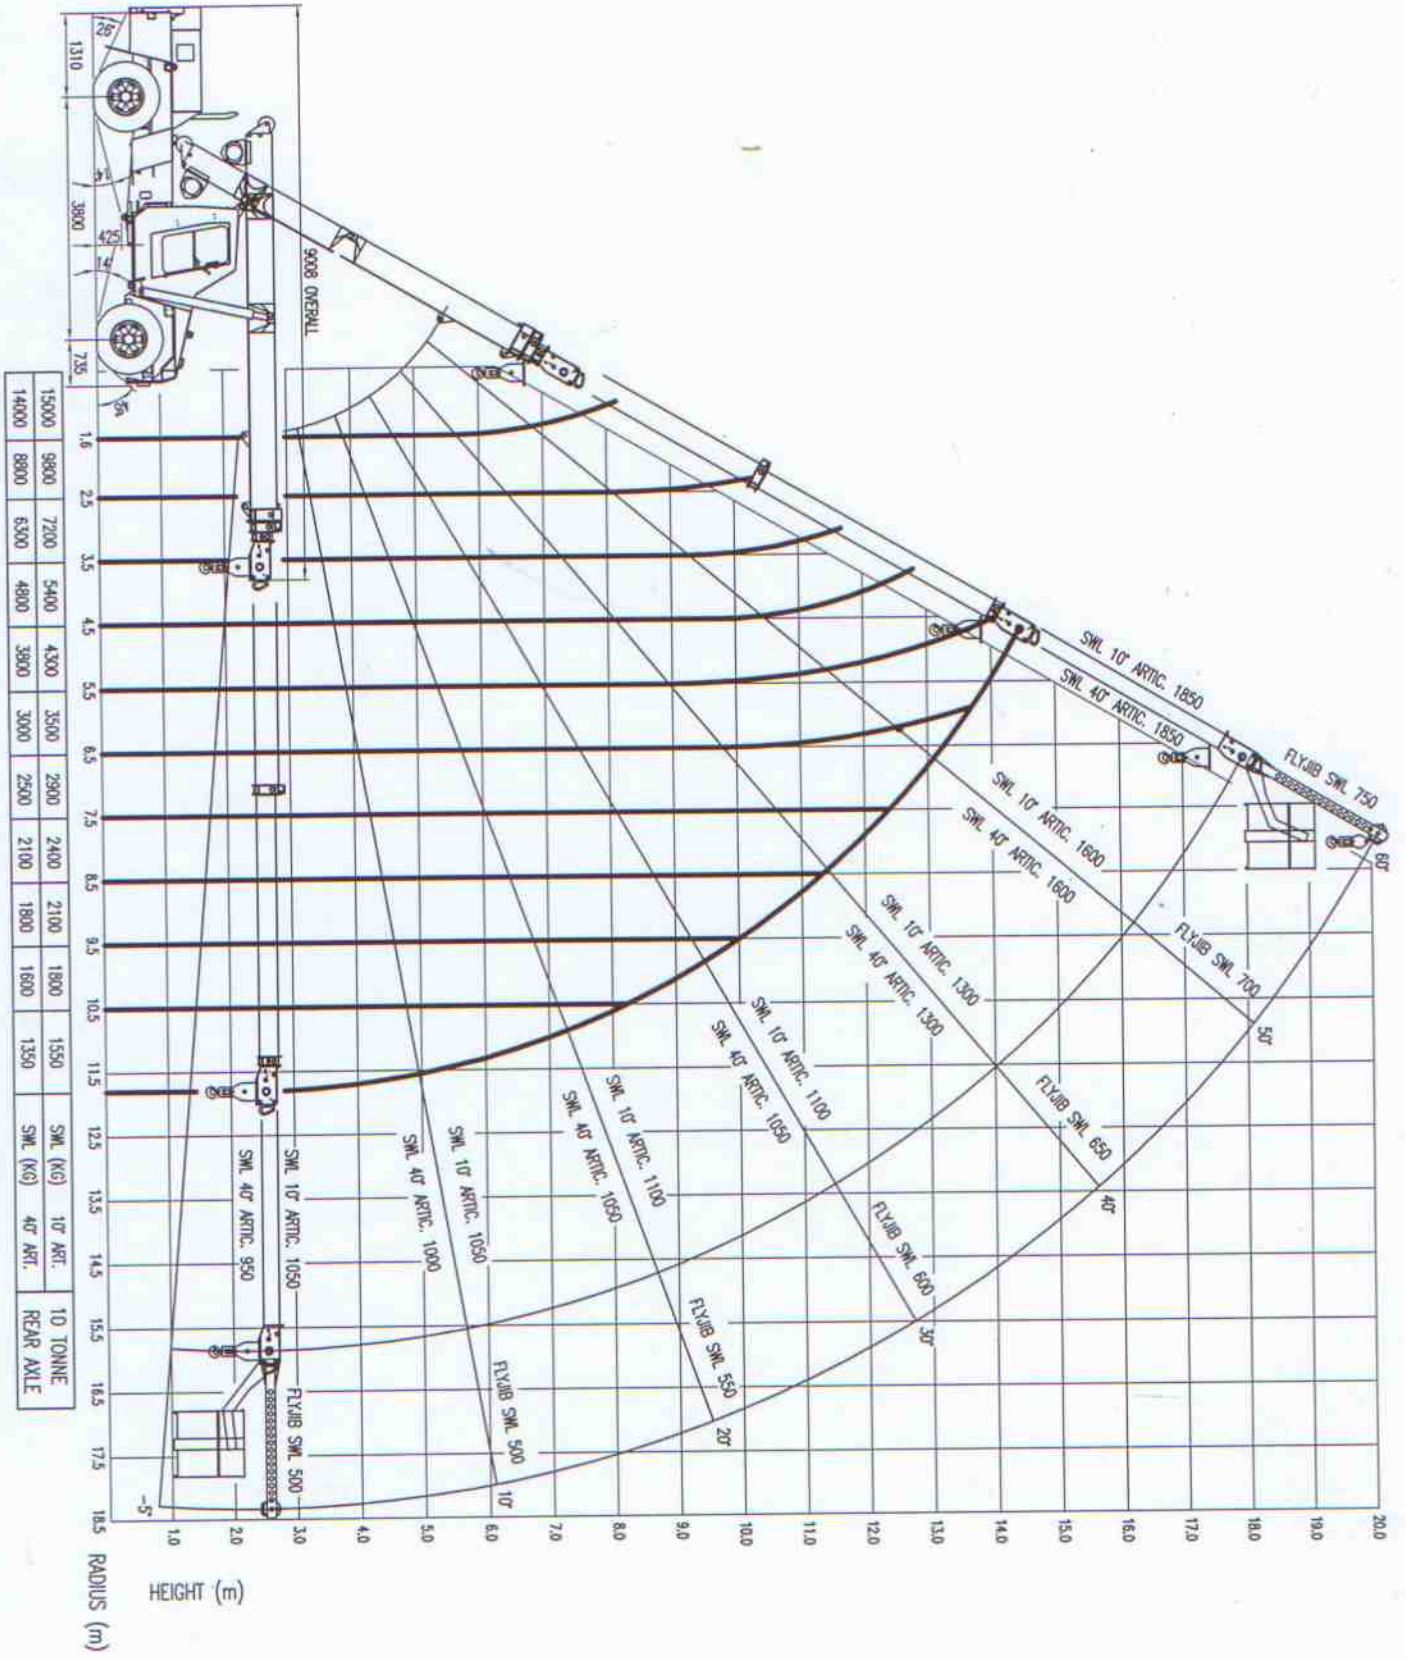 20.0
19.0
18.0
17.0
16.0
15.0
14.0
13.0
12.0
11.0
10.0
9.0
8.0
7.0
6.0
5.0
4.0
3.0
2.0
1.0
HEIGHT (m)
60°
FLYJIB SWL 750
SWL 10° ARTIC. 1850
SWL 40° ARTIC. 1850
50°
FLYJIB SWL 700
SWL 10° ARTIC. 1600
SWL 40° ARTIC. 1600
40°
FLYJIB SWL 650
SWL 10° ARTIC. 1300
SWL 40° ARTIC. 1300
30°
FLYJIB SWL 600
SWL 10° ARTIC. 1100
SWL 40° ARTIC. 1050
20°
FLYJIB SWL 550
SWL 10° ARTIC. 1100
SWL 40° ARTIC. 1050
10°
FLYJIB SWL 500
SWL 10° ARTIC. 1050
SWL 40° ARTIC. 1000
FLYJIB SWL 500
SWL 10° ARTIC. 1050
SWL 40° ARTIC. 950
-5°
9008 OVERALL
26°
425
14°
1310 3800 735
1.6 2.5 3.5 4.5 5.5 6.5 7.5 8.5 9.5 10.5 11.5 12.5 13.5 14.5 15.5 16.5 17.5 18.5 RADIUS (m)
15000 9800 7200 5400 4300 3500 2900 2400 2100 1800 1550 SWL (KG) 10° ART. 10 TONNE
14000 8800 6300 4800 3800 3000 2500 2100 1800 1600 1350 SWL (KG) 40° ART. REAR AXLE